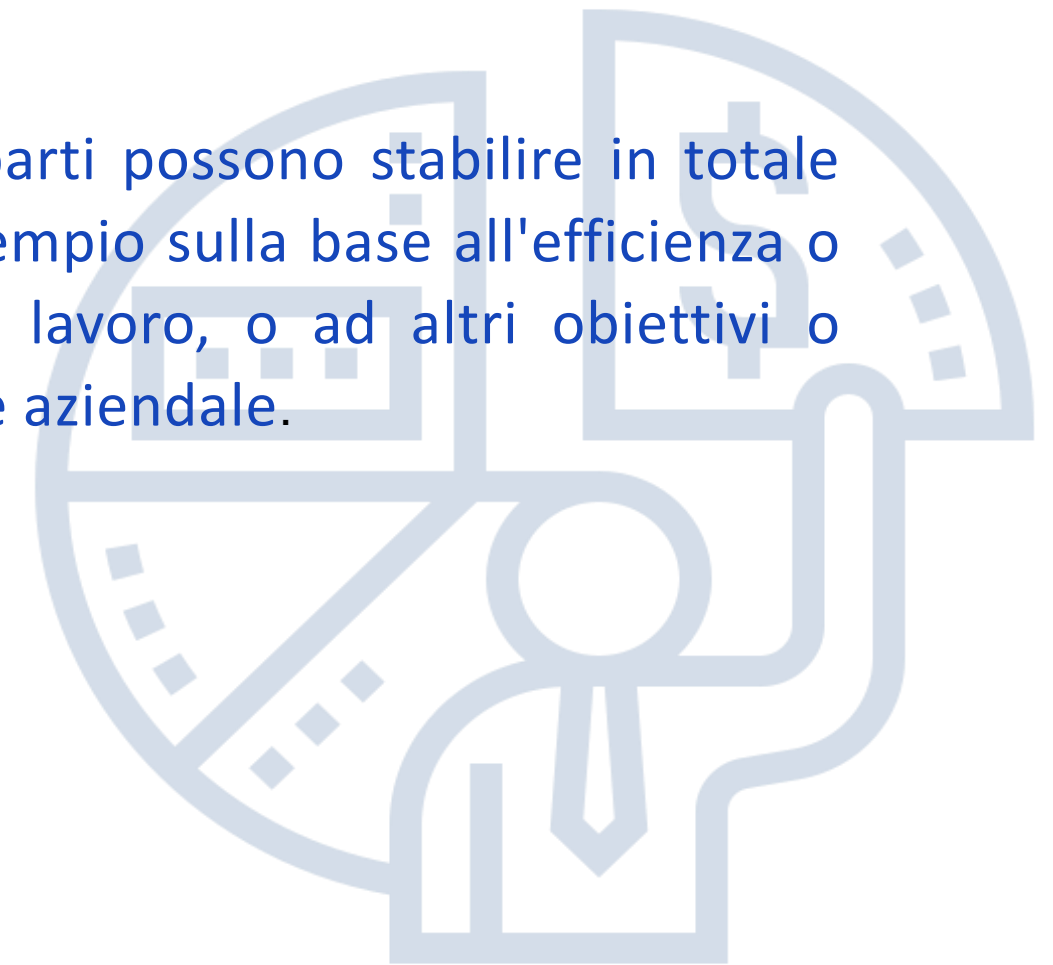 arti possono stabilire in totale
empio sulla base all'efficienza o
lavoro, o ad altri obiettivi o
e aziendale.
$